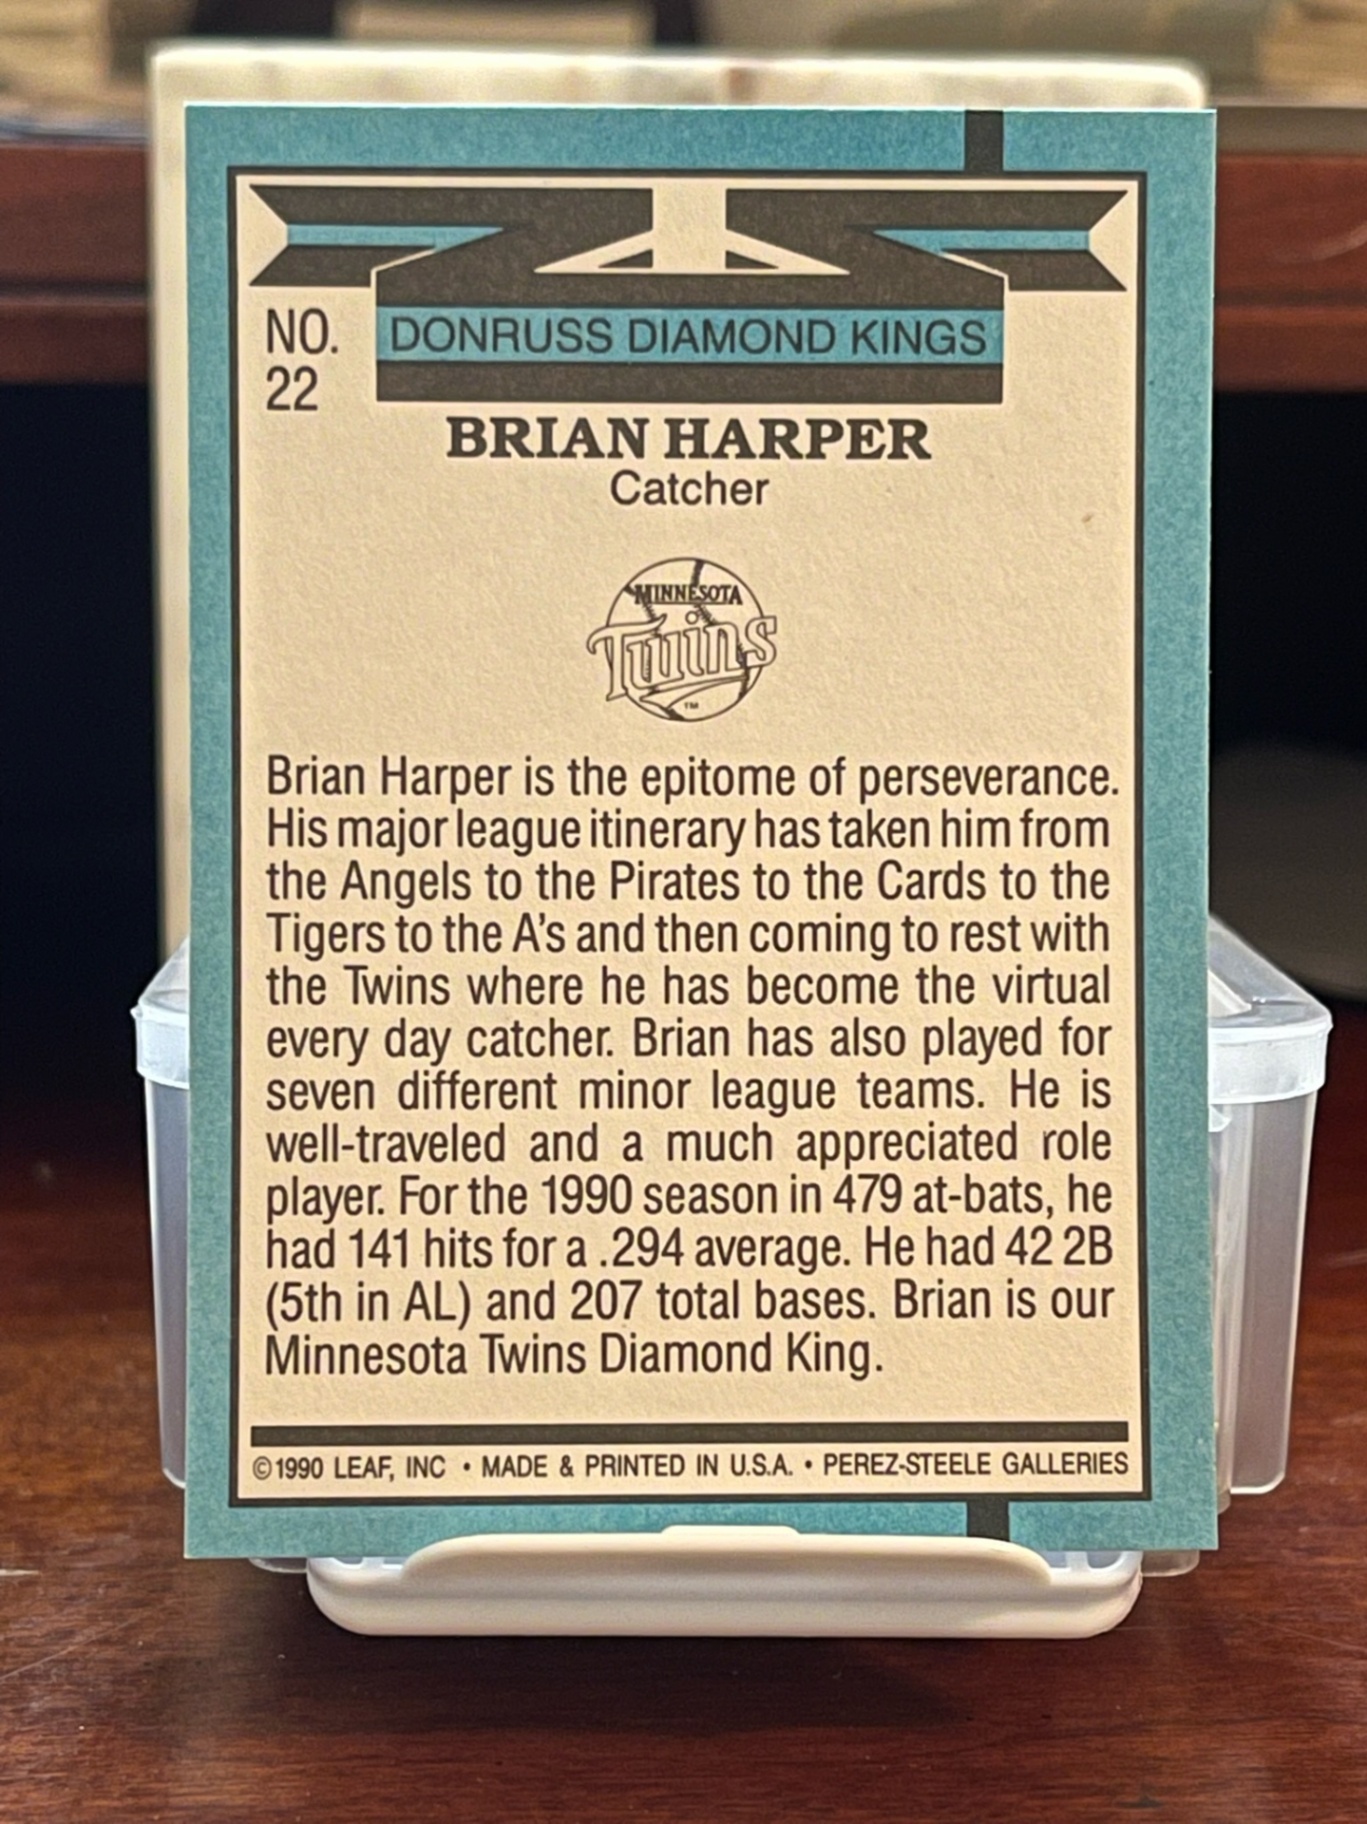 NO.
22
DONRUSS DIAMOND KINGS
BRIAN HARPER
Catcher
MINNESOTA
Twins
TM
Brian Harper is the epitome of perseverance.
His major league itinerary has taken him from
the Angels to the Pirates to the Cards to the
Tigers to the A's and then coming to rest with
the Twins where he has become the virtual
every day catcher. Brian has also played for
seven different minor league teams. He is
well-traveled and a much appreciated role
player. For the 1990 season in 479 at-bats, he
had 141 hits for a .294 average. He had 42 2B
(5th in AL) and 207 total bases. Brian is our
Minnesota Twins Diamond King.
©1990 LEAF, INC • MADE & PRINTED IN U.S.A. • PEREZ-STEELE GALLERIES